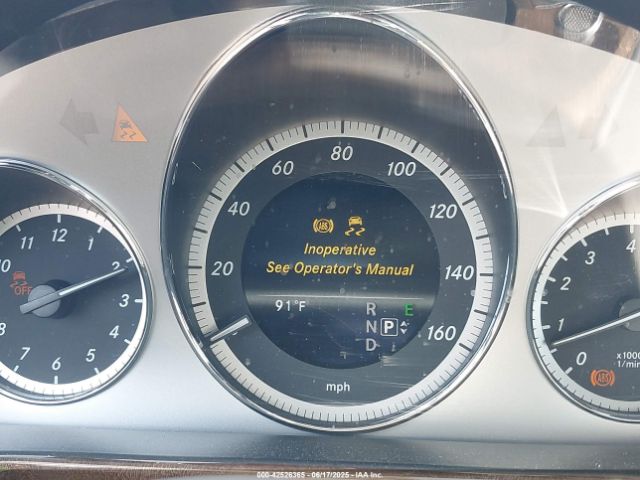 80
60
100
40
120
20
140
160
ABS
Inoperative
See Operator's Manual
91°F
R
E
N P
D
mph
12
11
1
2
10
3
OFF
4
8
5
7
6
4
3
2
1
0
x1000
1/min
ABS
000-42526365 - 06/17/2025 - IAA Inc.